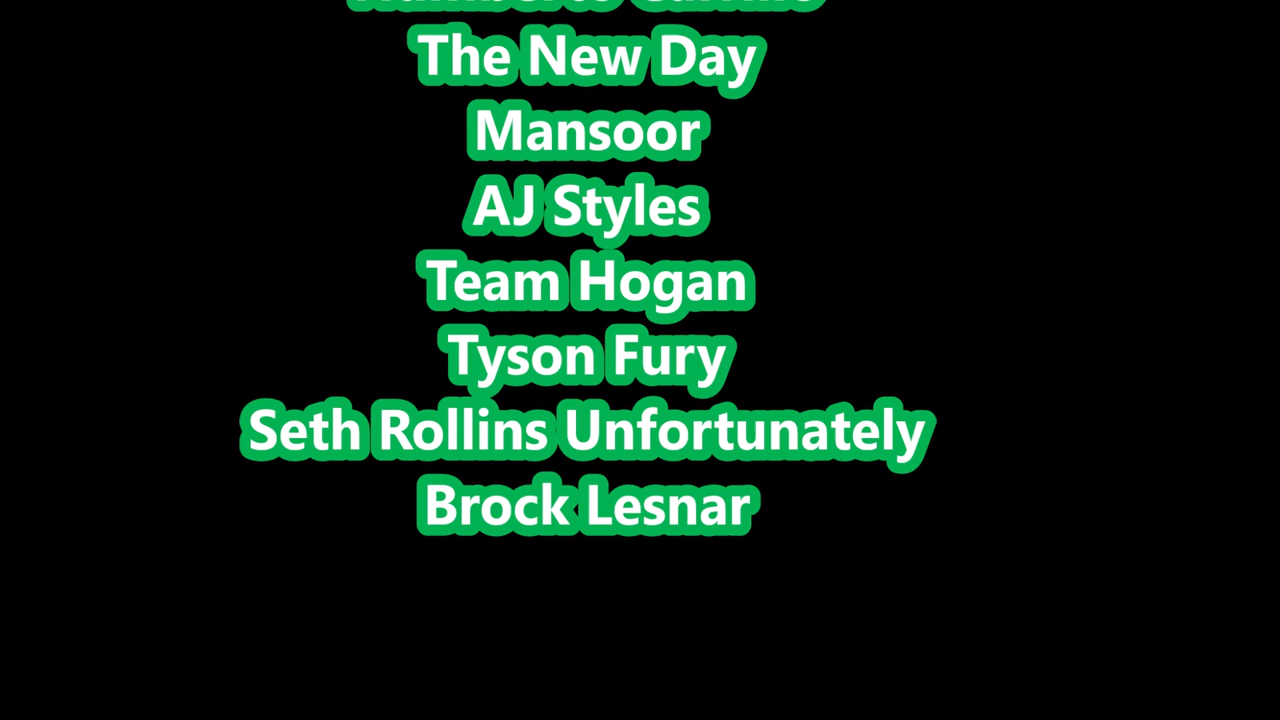 The New Day
Mansoor
AJ Styles
Team Hogan
Tyson Fury
Seth Rollins Unfortunately
Brock Lesnar